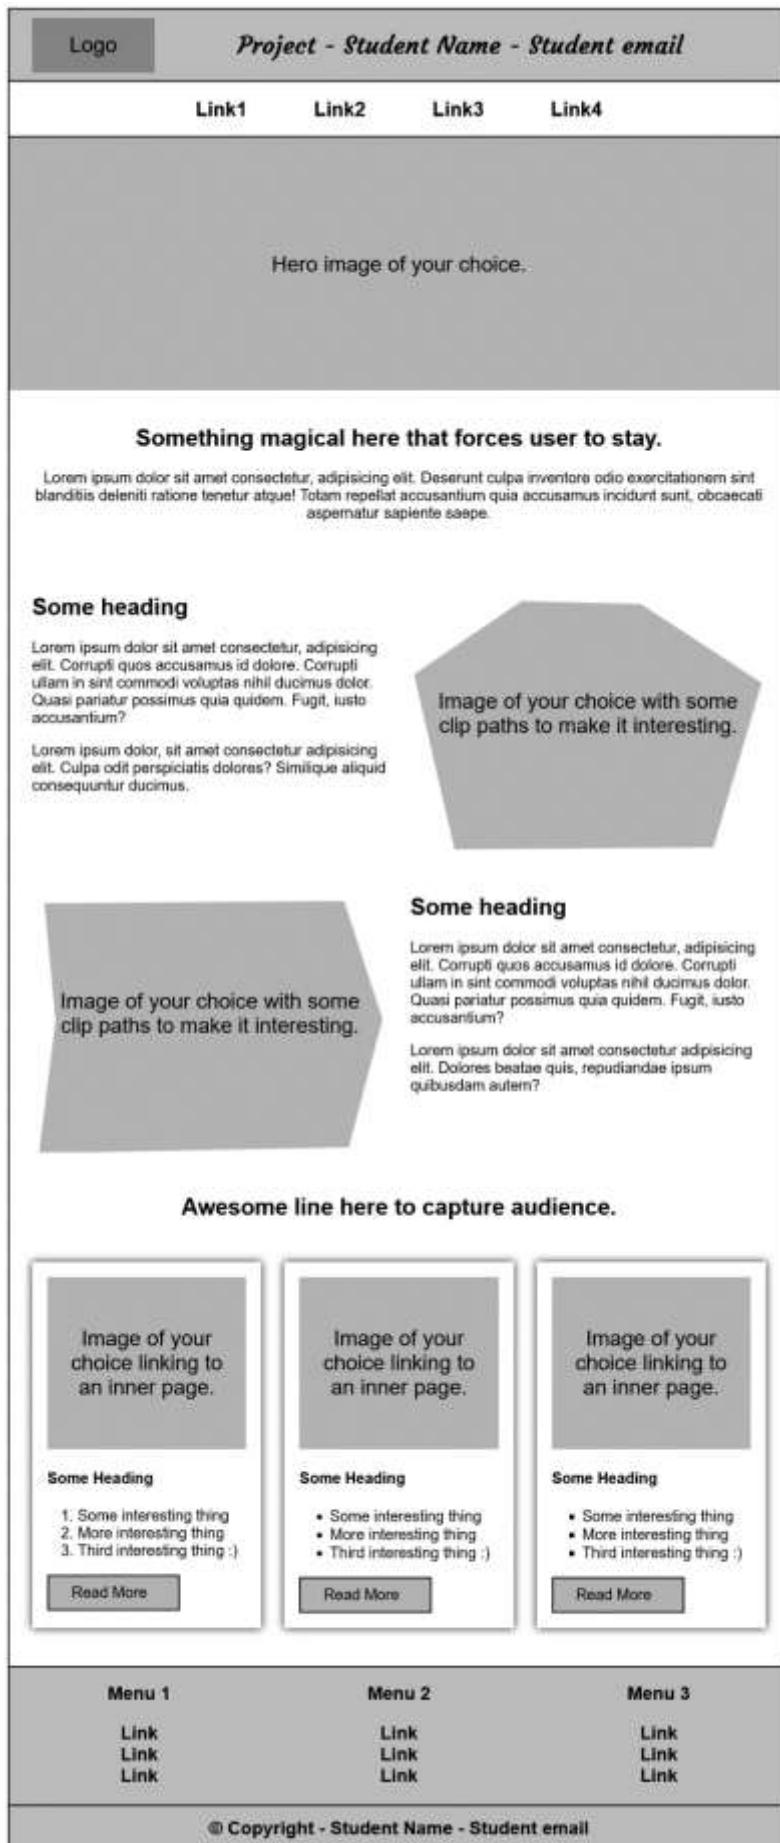 Logo
Project - Student Name - Student email
Link1 Link2 Link3 Link4
Hero image of your choice.
Something magical here that forces user to stay.
Lorem ipsum dolor sit amet consectetur, adipisicing elit. Deserunt culpa inventore odio exercitationem sint
blanditiis deleniti ratione tenetur atque! Totam repellat accusantium quia accusamus incidunt sunt, obcaecati
aspernatur sapiente saepe.
Some heading
Lorem ipsum dolor sit amet consectetur, adipisicing
elit. Corrupti quos accusamus id dolore. Corrupti
ullam in sint commodi voluptas nihil ducimus dolor.
Quasi pariatur possimus quia quidem. Fugit, iusto
accusantium?
Lorem ipsum dolor, sit amet consectetur adipisicing
elit. Culpa odit perspiciatis dolores? Similique aliquid
consequuntur ducimus.
Image of your choice with some
clip paths to make it interesting.
Image of your choice with some
clip paths to make it interesting.
Some heading
Lorem ipsum dolor sit amet consectetur, adipisicing
elit. Corrupti quos accusamus id dolore. Corrupti
ullam in sint commodi voluptas nihil ducimus dolor.
Quasi pariatur possimus quia quidem. Fugit, iusto
accusantium?
Lorem ipsum dolor sit amet consectetur adipisicing
elit. Dolores beatae quis, repudiandae ipsum
quibusdam autem?
Awesome line here to capture audience.
Image of your
choice linking to
an inner page.
Some Heading
1. Some interesting thing
2. More interesting thing
3. Third interesting thing :)
Read More
Image of your
choice linking to
an inner page.
Some Heading
• Some interesting thing
• More interesting thing
• Third interesting thing :)
Read More
Image of your
choice linking to
an inner page.
Some Heading
• Some interesting thing
• More interesting thing
• Third interesting thing :)
Read More
Menu 1
Link
Link
Link
Menu 2
Link
Link
Link
Menu 3
Link
Link
Link
© Copyright - Student Name - Student email